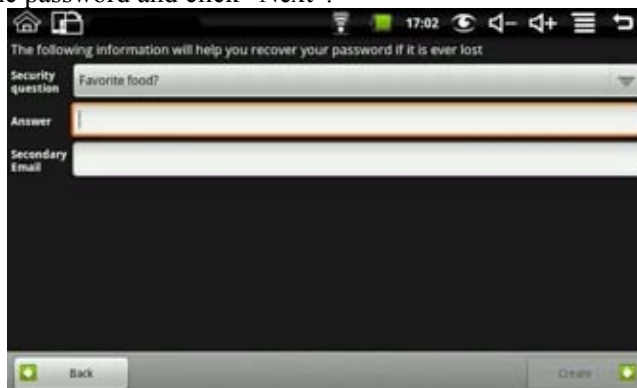 e password and click "Next".
17:02
The following information will help you recover your password if it is ever lost
Security question
Favorite food?
Answer
Secondary Email
Back
Create